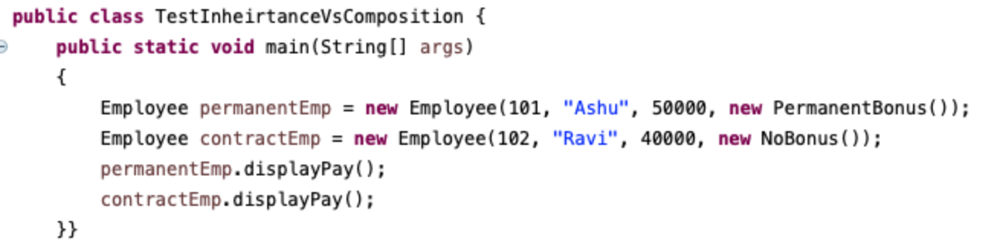 public class TestInheirtanceVsComposition {
public static void main(String[] args)
{
Employee permanentEmp = new Employee(101, "Ashu", 50000, new PermanentBonus());
Employee contractEmp = new Employee(102, "Ravi", 40000, new NoBonus());
permanentEmp.displayPay();
contractEmp.displayPay();
}}